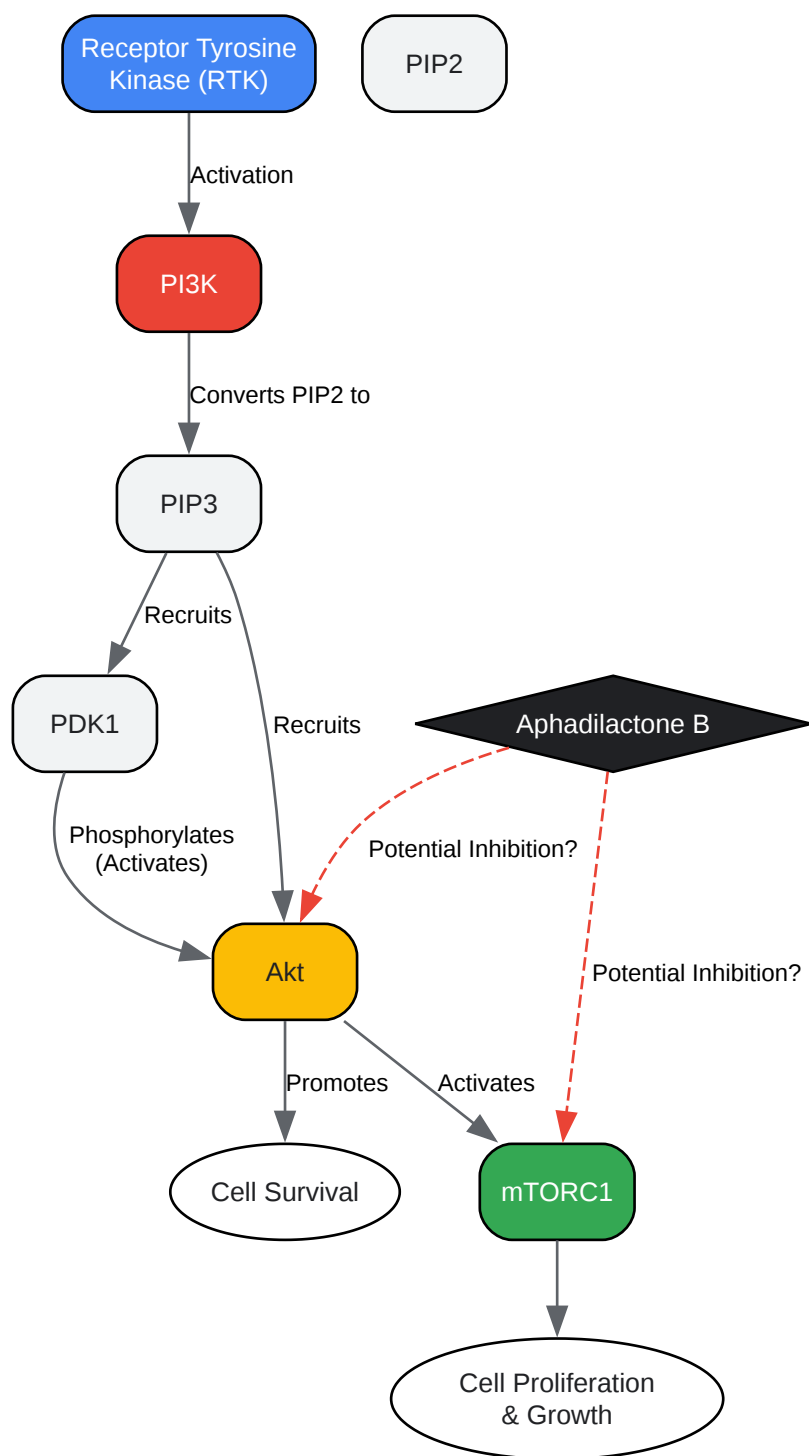 Receptor Tyrosine
Kinase (RTK)
PIP2
Activation
PI3K
Converts PIP2 to
PIP3
Recruits
PDK1
Recruits
Aphadilactone B
Phosphorylates
(Activates)
Potential Inhibition?
Akt
Potential Inhibition?
Promotes
Activates
Cell Survival
mTORC1
Cell Proliferation
& Growth